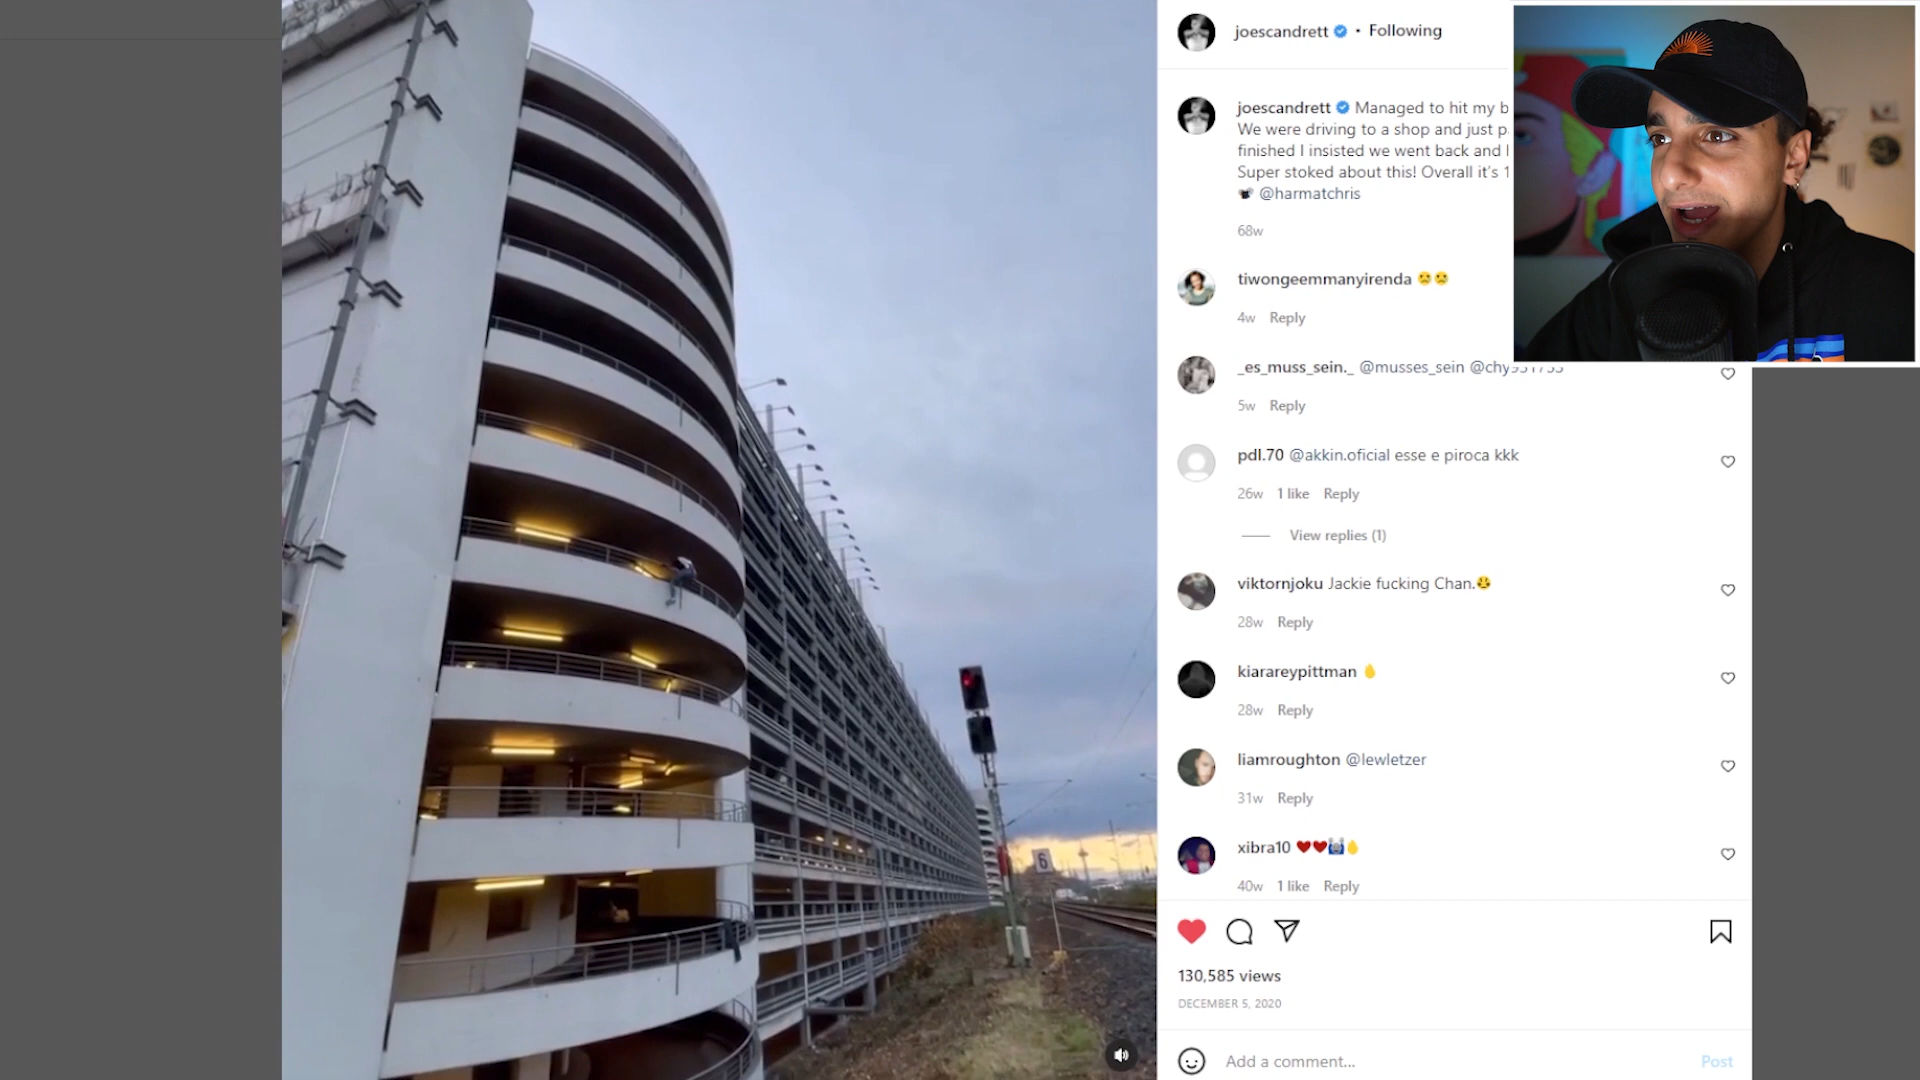 joescandrett • Following
joescandrett Managed to hit my
We were driving to a shop and just
finished I insisted we went back and
Super stoked about this! Overall it's
@harmatchris
68w
tiwongeemmanyirenda
4w Reply
_es_muss_sein._ @musses_sein
5w Reply
pdl.70 @akkin.oficial esse e piroca kkk
26w 1 like Reply
View replies (1)
viktornjoku Jackie fucking Chan.
28w Reply
kiarareypittman
28w Reply
liamroughton @lewletzer
31w Reply
xibra10
40w 1 like Reply
130,585 views
DECEMBER 5, 2020
Add a comment... Post
6